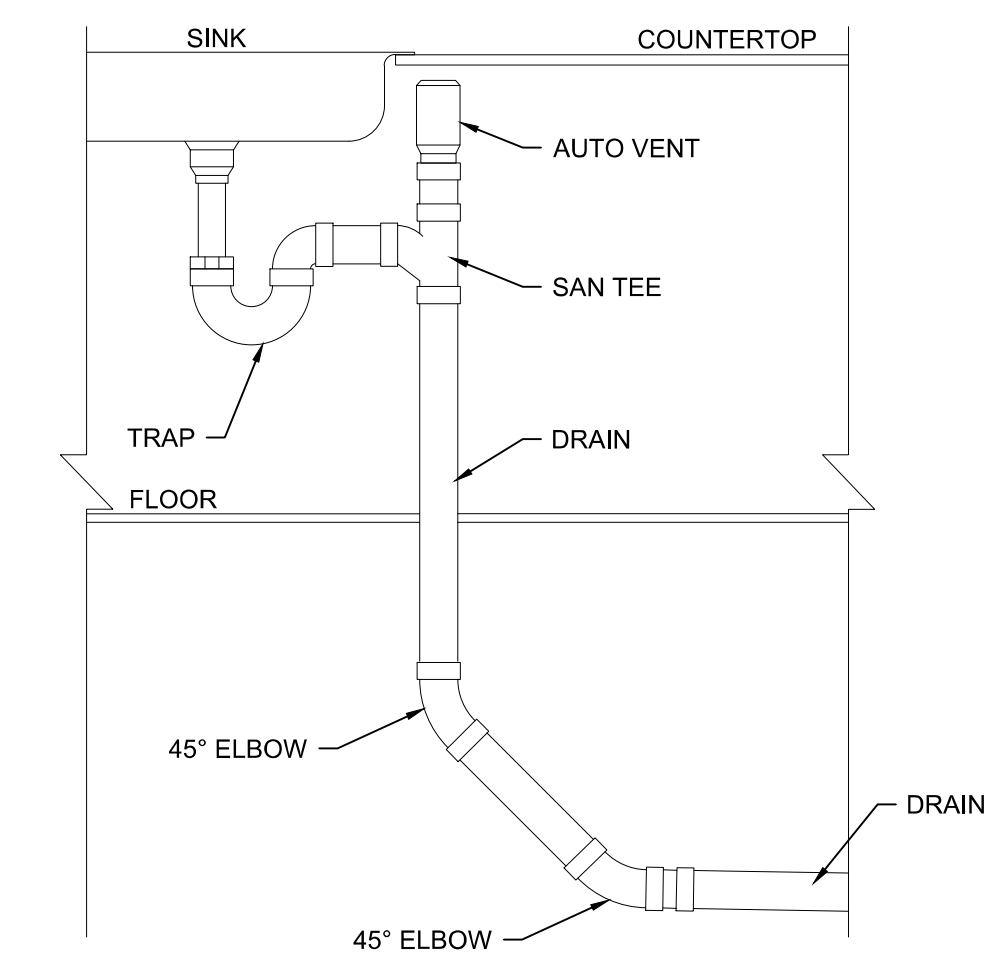 SINK
COUNTERTOP
AUTO VENT
SAN TEE
TRAP
DRAIN
FLOOR
45° ELBOW
DRAIN
45° ELBOW